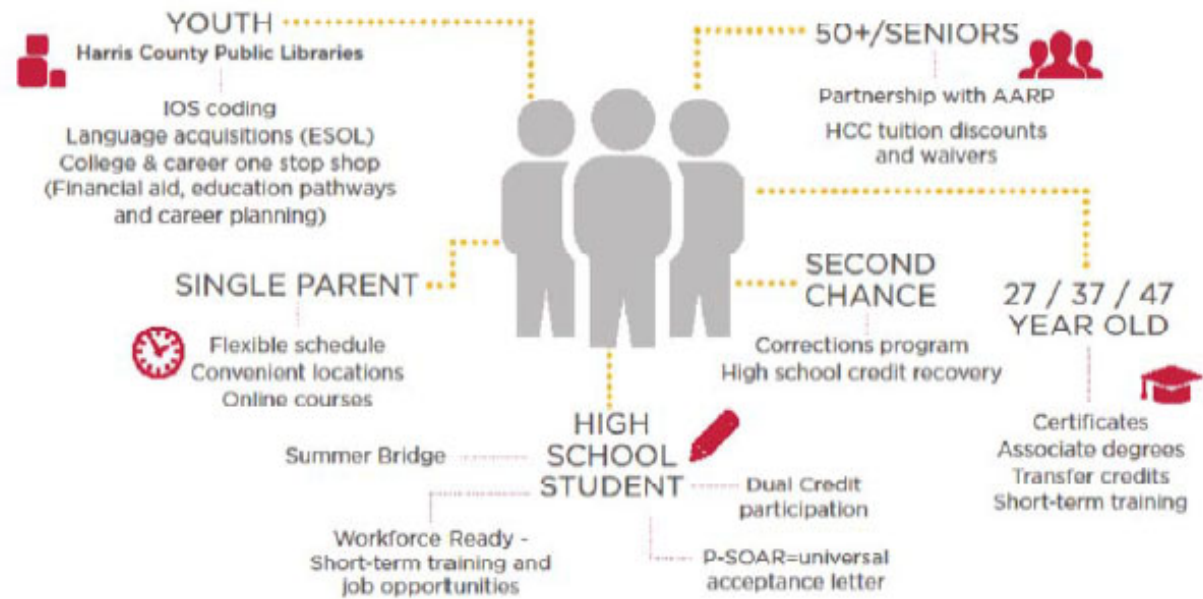 YOUTH
Harris County Public Libraries
IOS coding
Language acquisitions (ESOL)
College & career one stop shop
(Financial aid, education pathways
and career planning)
50+/SENIORS
Partnership with AARP
HCC tuition discounts
and waivers
SINGLE PARENT
Flexible schedule
Convenient locations
Online courses
SECOND
CHANCE
Corrections program
High school credit recovery
27 / 37 / 47
YEAR OLD
Certificates
Associate degrees
Transfer credits
Short-term training
HIGH
SCHOOL
STUDENT
Summer Bridge
Workforce Ready -
Short-term training and
job opportunities
Dual Credit
participation
P-SOAR=universal
acceptance letter